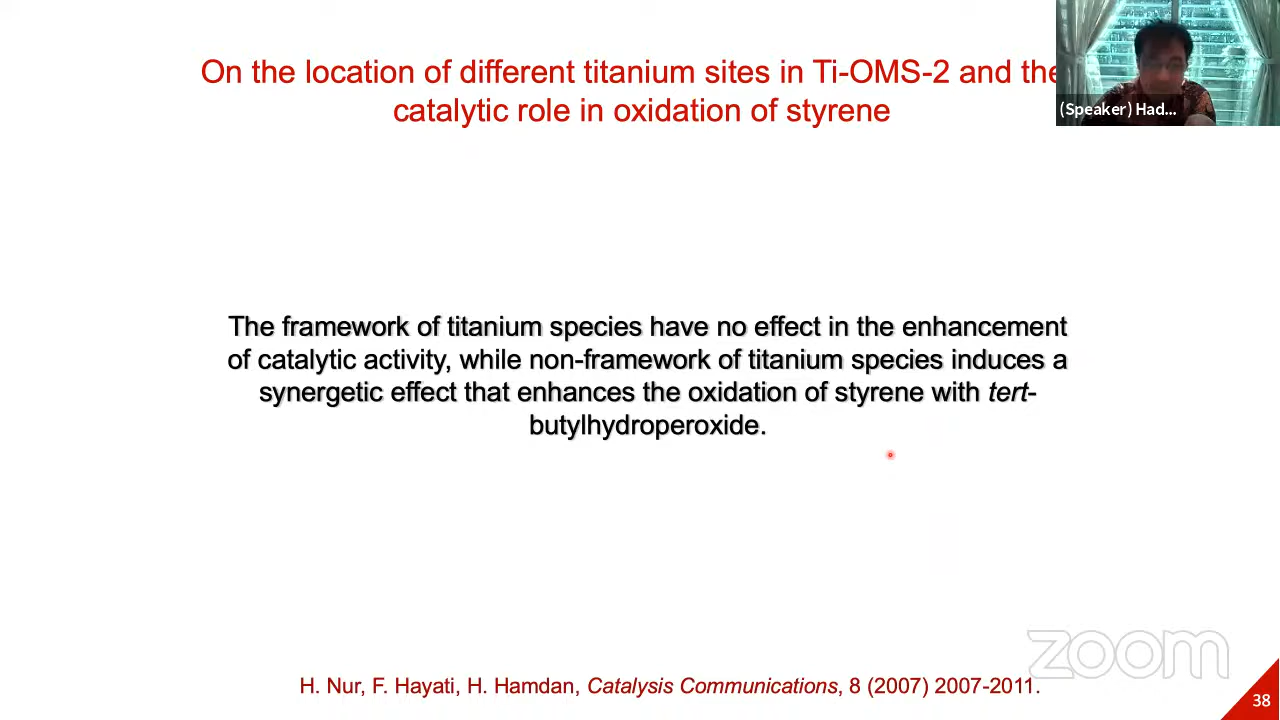 On the location of different titanium sites in Ti-OMS-2 and the
catalytic role in oxidation of styrene
(Speaker) Had...
The framework of titanium species have no effect in the enhancement
of catalytic activity, while non-framework of titanium species induces a
synergetic effect that enhances the oxidation of styrene with tert-
butylhydroperoxide.
zoom
H. Nur, F. Hayati, H. Hamdan, Catalysis Communications, 8 (2007) 2007-2011.
38